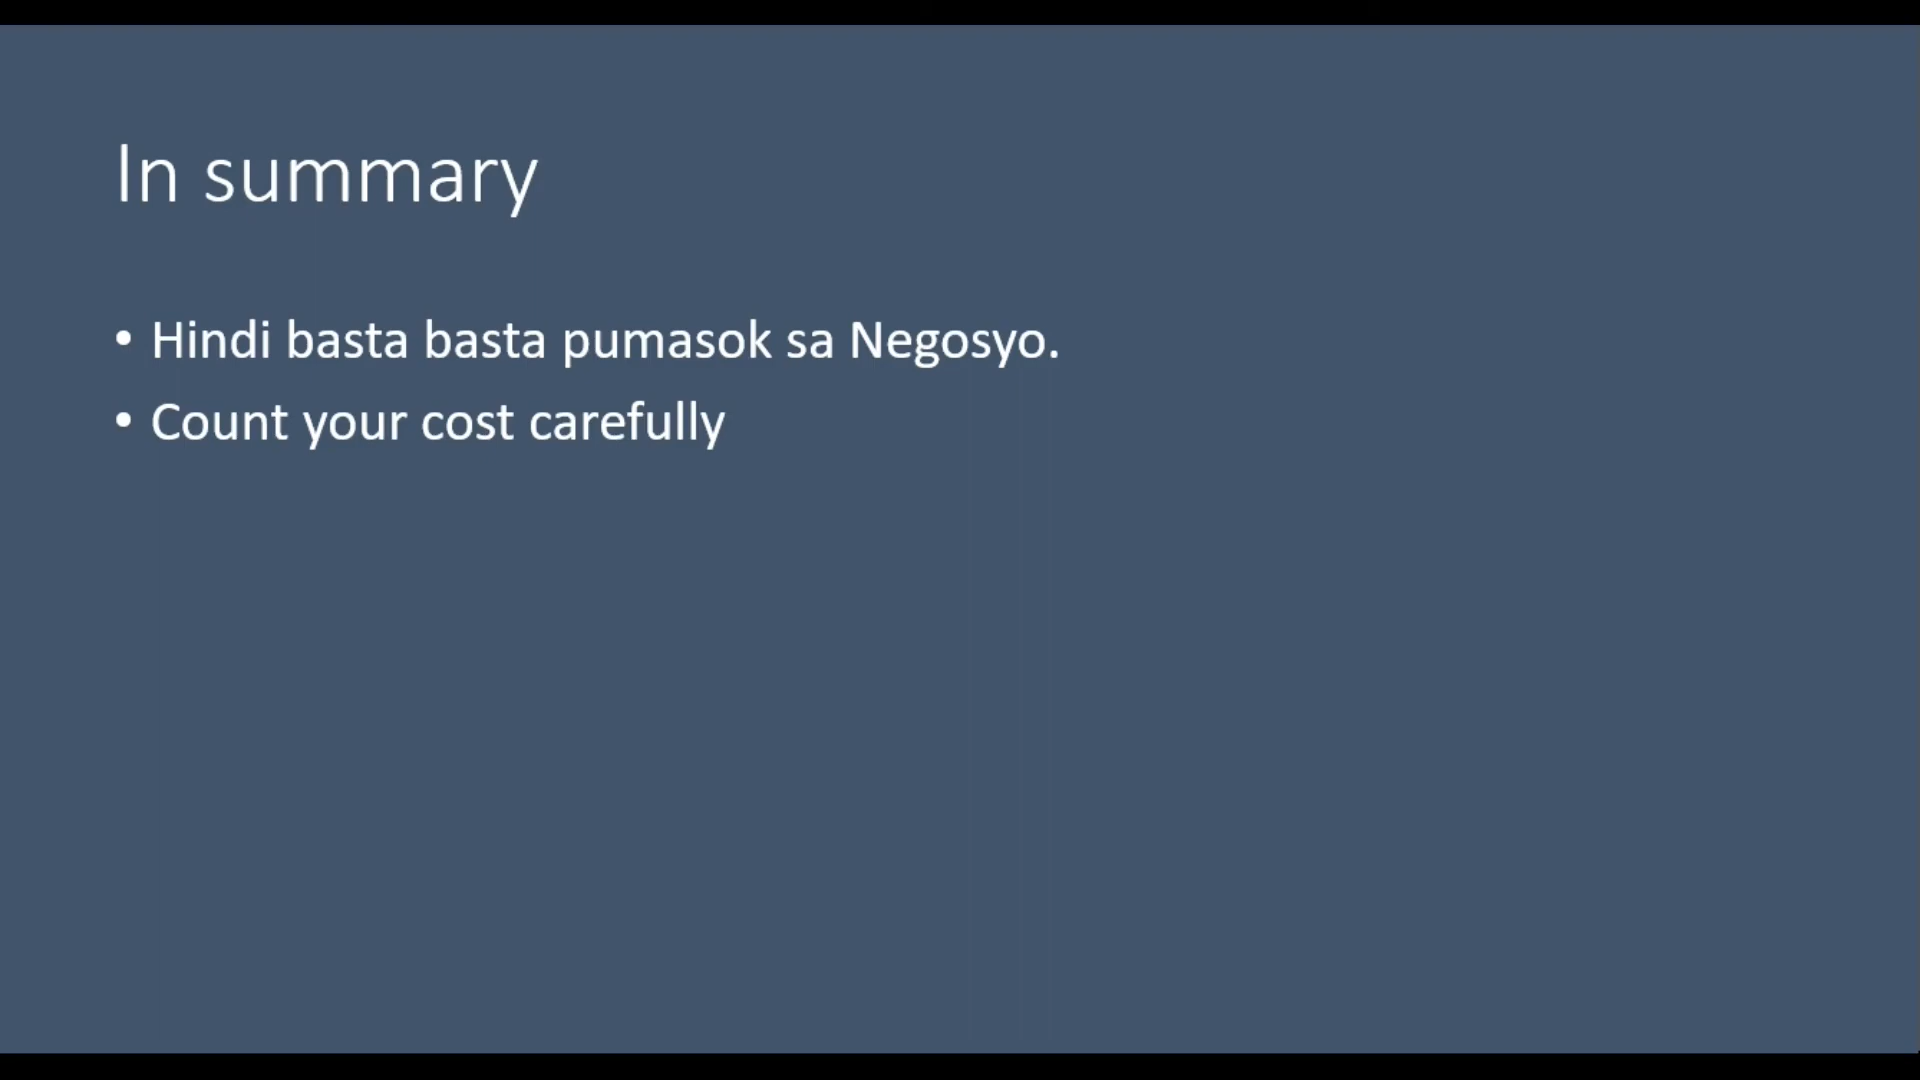 In summary
• Hindi basta basta pumasok sa Negosyo.
• Count your cost carefully